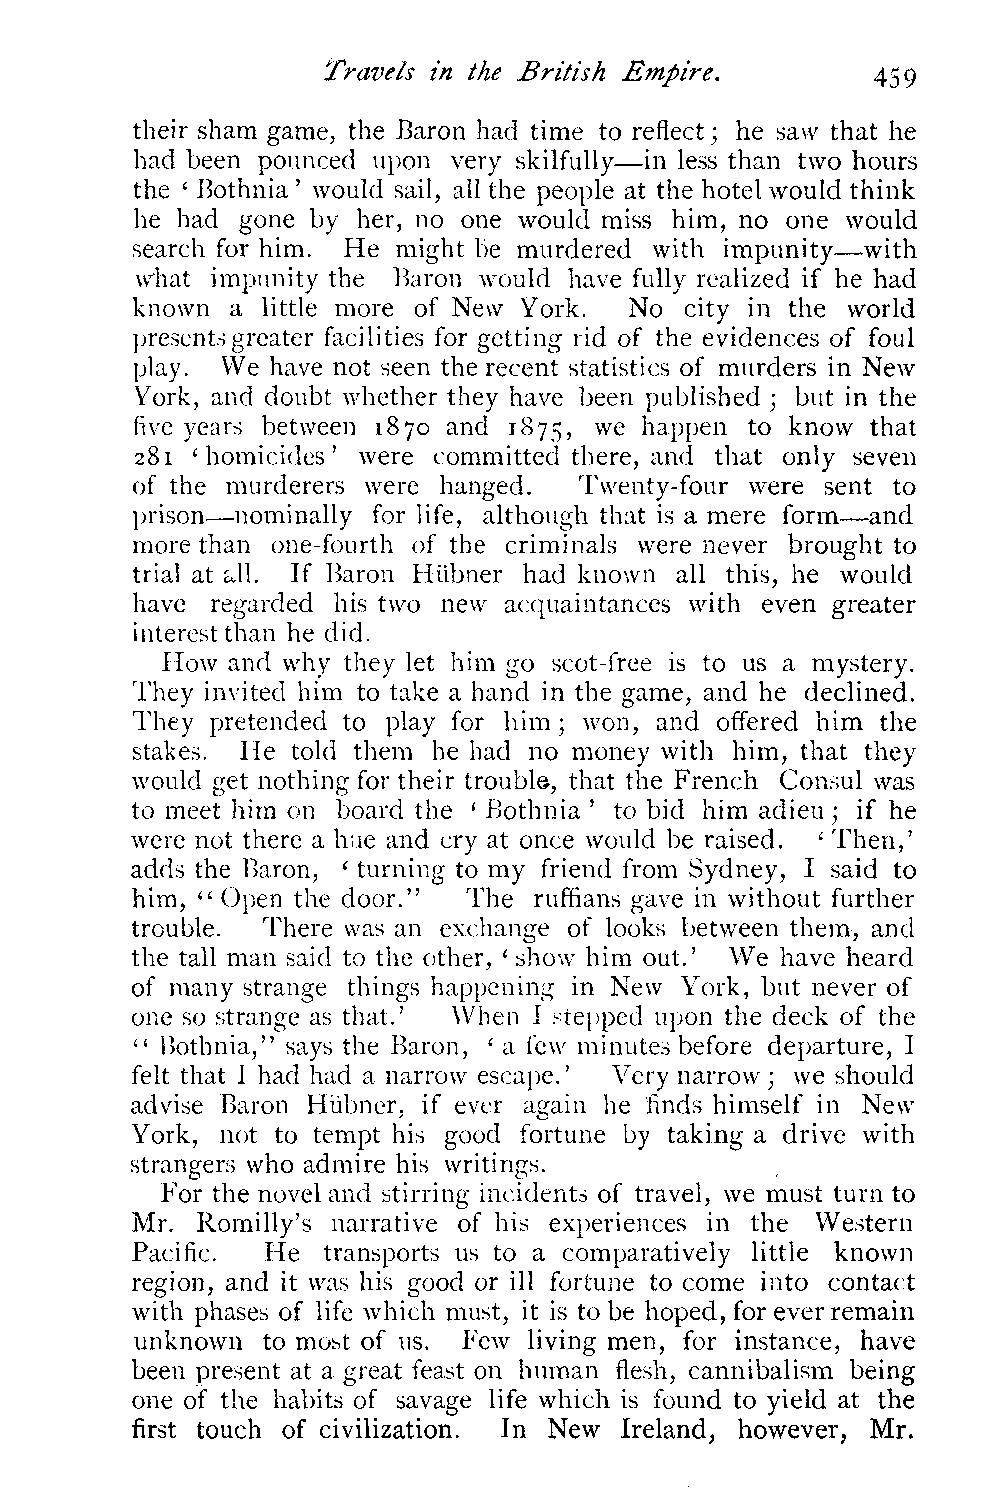 Travels in the British Empire. 459
their sham game, the Baron had time to reflect; he saw that he
had been pounced upon very skilfully—in less than two hours
the ‘ Bothnia ’ would sail, all the people at the hotel would think
he had gone by her, no one would miss him, no one would
search for him. He might be murdered with impunity—with
what impunity the Baron would have fully realized if he had
known a little more of New York. No city in the world
presents greater facilities for getting rid of the evidences of foul
play. We have not seen the recent statistics of murders in New
York, and doubt whether they have been published ; but in the
five years between 1870 and 1875, we happen to know that
281 ‘ homicides ’ were committed there, and that only seven
of the murderers were hanged. Twenty-four were sent to
prison—nominally for life, although that is a mere form—and
more than one-fourth of the criminals were never brought to
trial at all. If Baron Hübner had known all this, he would
have regarded his two new acquaintances with even greater
interest than he did.
How and why they let him go scot-free is to us a mystery.
They invited him to take a hand in the game, and he declined.
They pretended to play for him ; won, and offered him the
stakes. He told them he had no money with him, that they
would get nothing for their trouble, that the French Consul was
to meet him on board the ‘ Bothnia ’ to bid him adieu ; if he
were not there a hue and cry at once would be raised. ‘ Then,’
adds the Baron, ‘ turning to my friend from Sydney, I said to
him, “ Open the door.” The ruffians gave in without further
trouble. There was an exchange of looks between them, and
the tall man said to the other, ‘ show him out.’ We have heard
of many strange things happening in New York, but never of
one so strange as that.’ When I stepped upon the deck of the
“ Bothnia,” says the Baron, ‘ a few minutes before departure, I
felt that I had had a narrow escape.’ Very narrow ; we should
advise Baron Hübner, if ever again he finds himself in New
York, not to tempt his good fortune by taking a drive with
strangers who admire his writings.
For the novel and stirring incidents of travel, we must turn to
Mr. Romilly’s narrative of his experiences in the Western
Pacific. He transports us to a comparatively little known
region, and it was his good or ill fortune to come into contact
with phases of life which must, it is to be hoped, for ever remain
unknown to most of us. Few living men, for instance, have
been present at a great feast on human flesh, cannibalism being
one of the habits of savage life which is found to yield at the
first touch of civilization. In New Ireland, however, Mr.